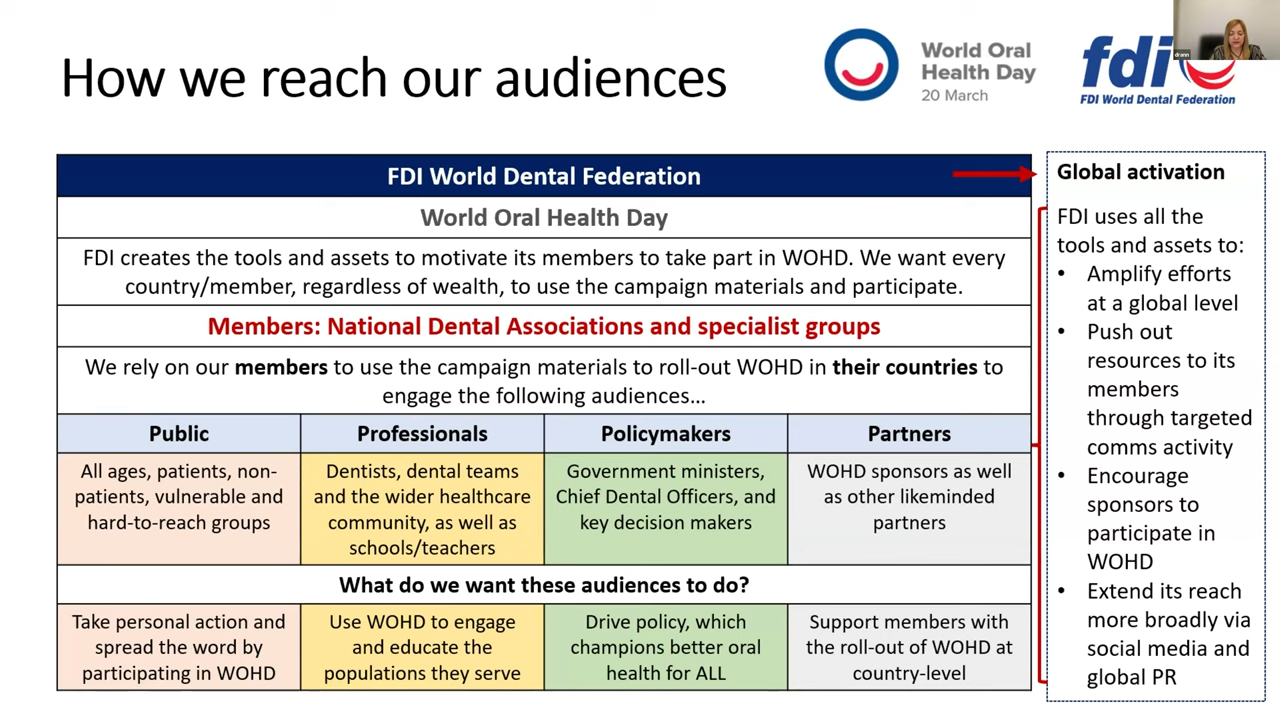 How we reach our audiences
World Oral
Health Day
20 March
drann
fdi
FDI World Dental Federation
FDI World Dental Federation
World Oral Health Day
FDI creates the tools and assets to motivate its members to take part in WOHD. We want every
country/member, regardless of wealth, to use the campaign materials and participate.
Members: National Dental Associations and specialist groups
We rely on our members to use the campaign materials to roll-out WOHD in their countries to
engage the following audiences…
Public
Professionals
Policymakers
Partners
All ages, patients, non-
patients, vulnerable and
hard-to-reach groups
Dentists, dental teams
and the wider healthcare
community, as well as
schools/teachers
Government ministers,
Chief Dental Officers, and
key decision makers
WOHD sponsors as well
as other likeminded
partners
What do we want these audiences to do?
Take personal action and
spread the word by
participating in WOHD
Use WOHD to engage
and educate the
populations they serve
Drive policy, which
champions better oral
health for ALL
Support members with
the roll-out of WOHD at
country-level
Global activation
FDI uses all the
tools and assets to:
• Amplify efforts
at a global level
• Push out
resources to its
members
through targeted
comms activity
• Encourage
sponsors to
participate in
WOHD
• Extend its reach
more broadly via
social media and
global PR